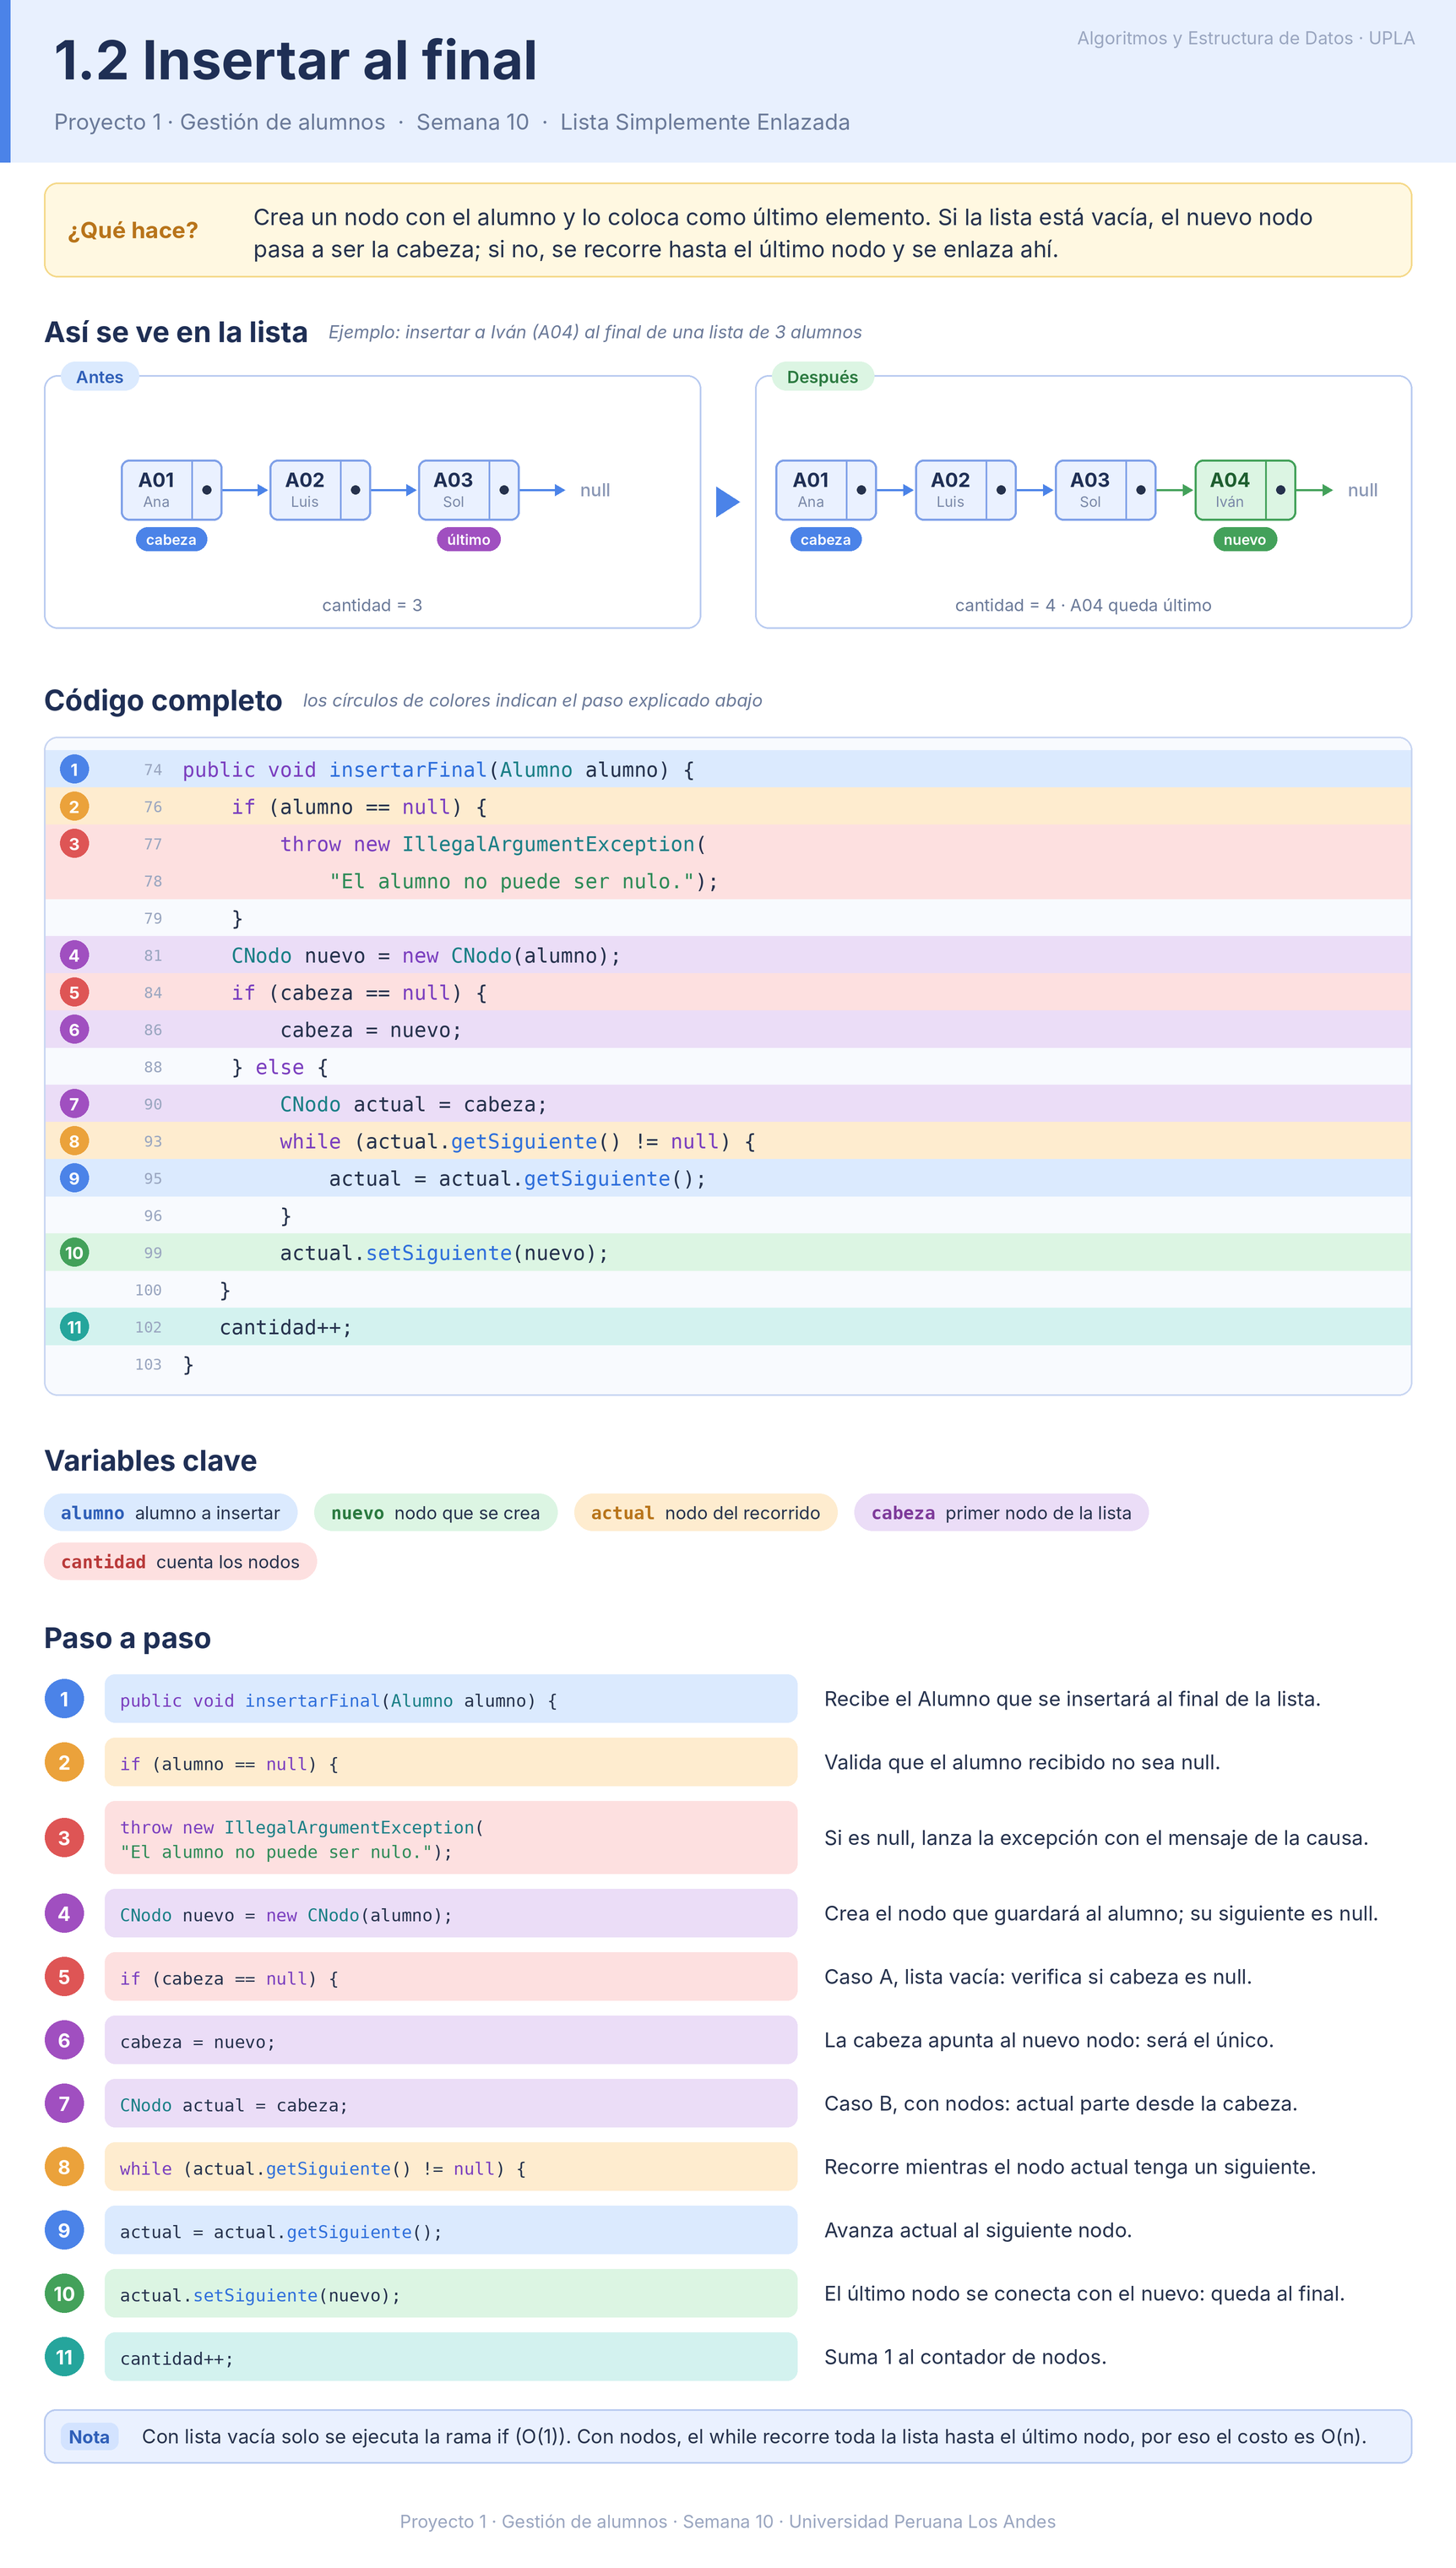 1.2 Insertar al final
Algoritmos y Estructura de Datos · UPLA
Proyecto 1 · Gestión de alumnos · Semana 10 · Lista Simplemente Enlazada
¿Qué hace?
Crea un nodo con el alumno y lo coloca como último elemento. Si la lista está vacía, el nuevo nodo
pasa a ser la cabeza; si no, se recorre hasta el último nodo y se enlaza ahí.
Así se ve en la lista
Ejemplo: insertar a Iván (A04) al final de una lista de 3 alumnos
Antes
A01
Ana
A02
Luis
A03
Sol
null
cabeza
último
cantidad = 3
Después
A01
Ana
A02
Luis
A03
Sol
A04
Iván
null
cabeza
nuevo
cantidad = 4 · A04 queda último
Código completo
los círculos de colores indican el paso explicado abajo
1 74 public void insertarFinal(Alumno alumno) {
2 76 if (alumno == null) {
3 77 throw new IllegalArgumentException(
78 "El alumno no puede ser nulo.");
79 }
4 81 CNodo nuevo = new CNodo(alumno);
5 84 if (cabeza == null) {
6 86 cabeza = nuevo;
88 } else {
7 90 CNodo actual = cabeza;
8 93 while (actual.getSiguiente() != null) {
9 95 actual = actual.getSiguiente();
96 }
10 99 actual.setSiguiente(nuevo);
100 }
11 102 cantidad++;
103 }
Variables clave
alumno alumno a insertar
nuevo nodo que se crea
actual nodo del recorrido
cabeza primer nodo de la lista
cantidad cuenta los nodos
Paso a paso
1 public void insertarFinal(Alumno alumno) { Recibe el Alumno que se insertará al final de la lista.
2 if (alumno == null) { Valida que el alumno recibido no sea null.
3 throw new IllegalArgumentException(
"El alumno no puede ser nulo."); Si es null, lanza la excepción con el mensaje de la causa.
4 CNodo nuevo = new CNodo(alumno); Crea el nodo que guardará al alumno; su siguiente es null.
5 if (cabeza == null) { Caso A, lista vacía: verifica si cabeza es null.
6 cabeza = nuevo; La cabeza apunta al nuevo nodo: será el único.
7 CNodo actual = cabeza; Caso B, con nodos: actual parte desde la cabeza.
8 while (actual.getSiguiente() != null) { Recorre mientras el nodo actual tenga un siguiente.
9 actual = actual.getSiguiente(); Avanza actual al siguiente nodo.
10 actual.setSiguiente(nuevo); El último nodo se conecta con el nuevo: queda al final.
11 cantidad++; Suma 1 al contador de nodos.
Nota Con lista vacía solo se ejecuta la rama if (O(1)). Con nodos, el while recorre toda la lista hasta el último nodo, por eso el costo es O(n).
Proyecto 1 · Gestión de alumnos · Semana 10 · Universidad Peruana Los Andes